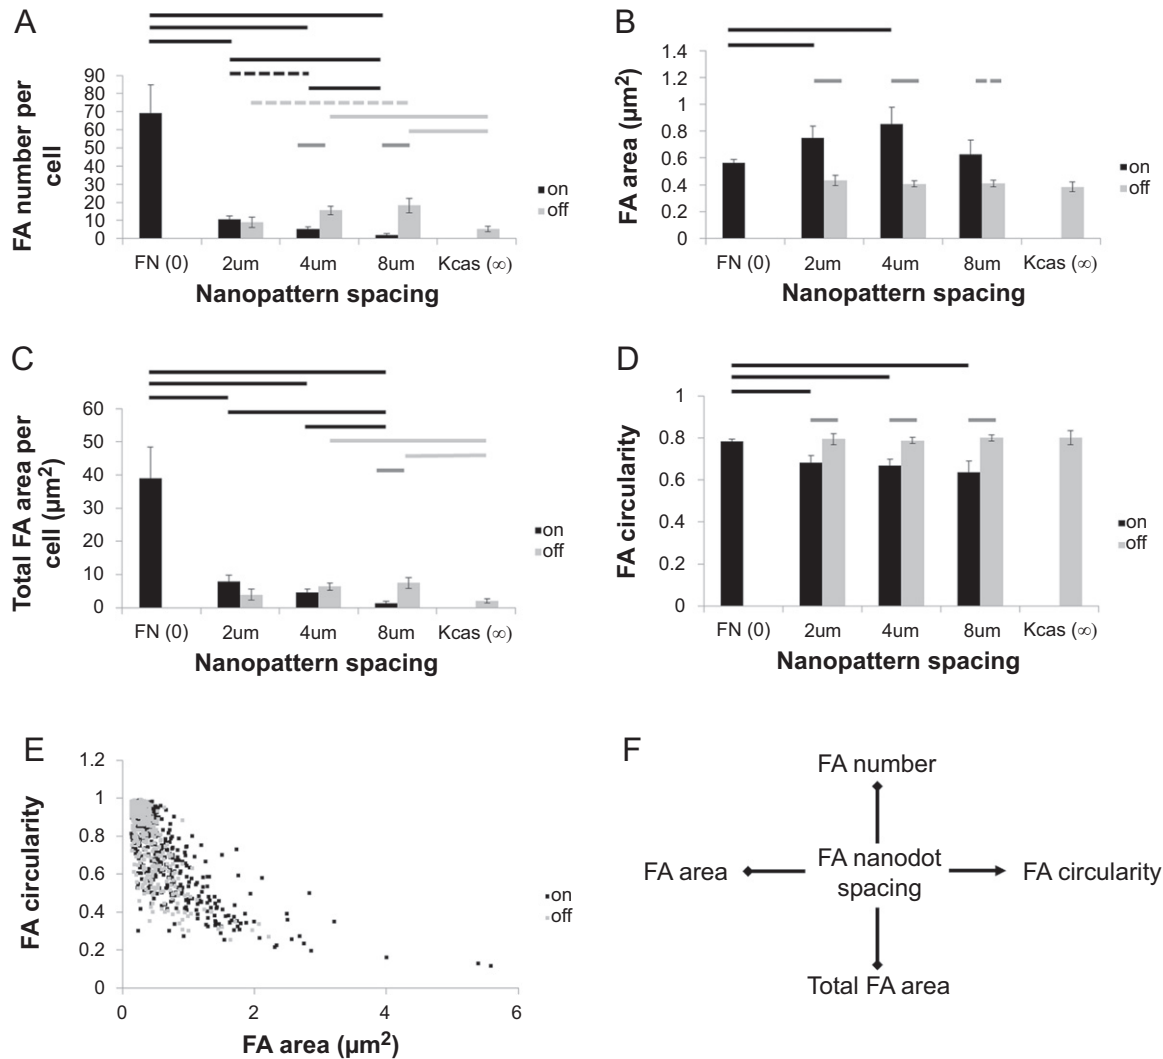 A
FA number per
cell
90
80
70
60
50
40
30
20
10
0
FN (0) 2um 4um 8um Kcas (∞)
Nanopattern spacing
on
off
B
FA area (µm2)
1.4
1.2
1
0.8
0.6
0.4
0.2
0
FN (0) 2um 4um 8um Kcas (∞)
Nanopattern spacing
on
off
C
Total FA area per
cell (µm2)
60
50
40
30
20
10
0
FN (0) 2um 4um 8um Kcas (∞)
Nanopattern spacing
on
off
D
FA circularity
1
0.8
0.6
0.4
0.2
0
FN (0) 2um 4um 8um Kcas (∞)
Nanopattern spacing
on
off
E
FA circularity
1.2
1
0.8
0.6
0.4
0.2
0
0 2 4 6
FA area (µm2)
on
off
F
FA number
FA area
FA nanodot
spacing
FA circularity
Total FA area